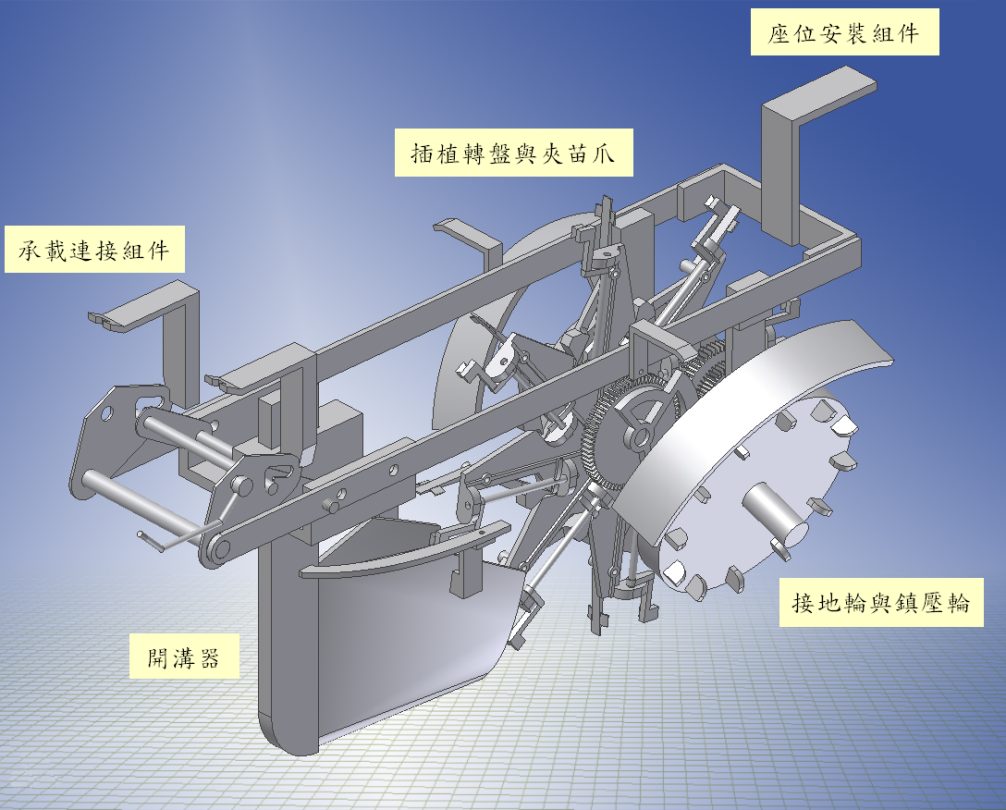 座位安裝組件
插植轉盤與夾苗爪
承載連接組件
接地輪與鎮壓輪
開溝器